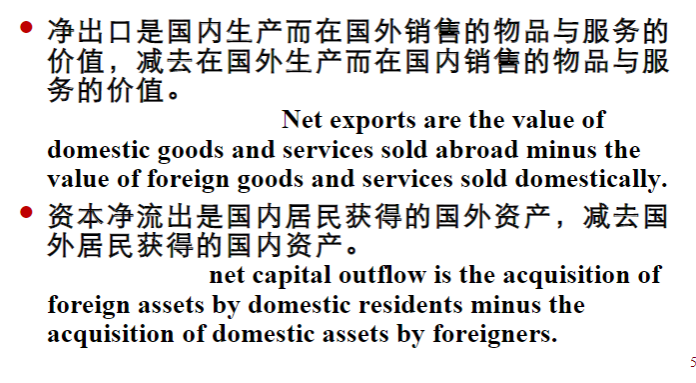 • 净出口是国内生产而在国外销售的物品与服务的
价值，减去在国外生产而在国内销售的物品与服
务的价值。
Net exports are the value of
domestic goods and services sold abroad minus the
value of foreign goods and services sold domestically.
• 资本净流出是国内居民获得的国外资产，减去国
外居民获得的国内资产。
net capital outflow is the acquisition of
foreign assets by domestic residents minus the
acquisition of domestic assets by foreigners.
5